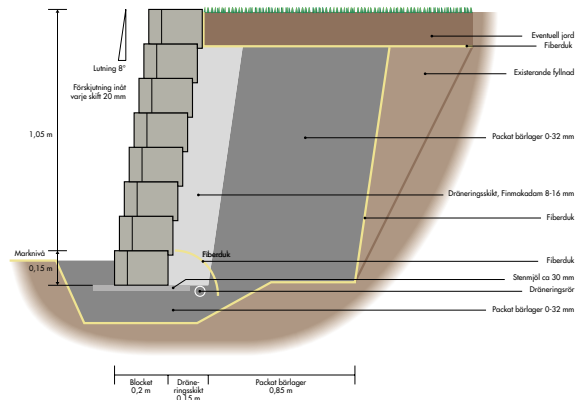 Lutning 8°
Förskjutning inåt
varje skift 20 mm
1,05 m
Marknivå
0,15 m
Eventuell jord
Fiberduk
Existerande fyllnad
Packat bärlager 0-32 mm
Dräneringsskikt, Finmakadam 8-16 mm
Fiberduk
Fiberduk
Fiberduk
Stenmjöl ca 30 mm
Dräneringsrör
Packat bärlager 0-32 mm
Blocket
0,2 m
Dräne-
ringsskikt
0,15 m
Packat bärlager
0,85 m